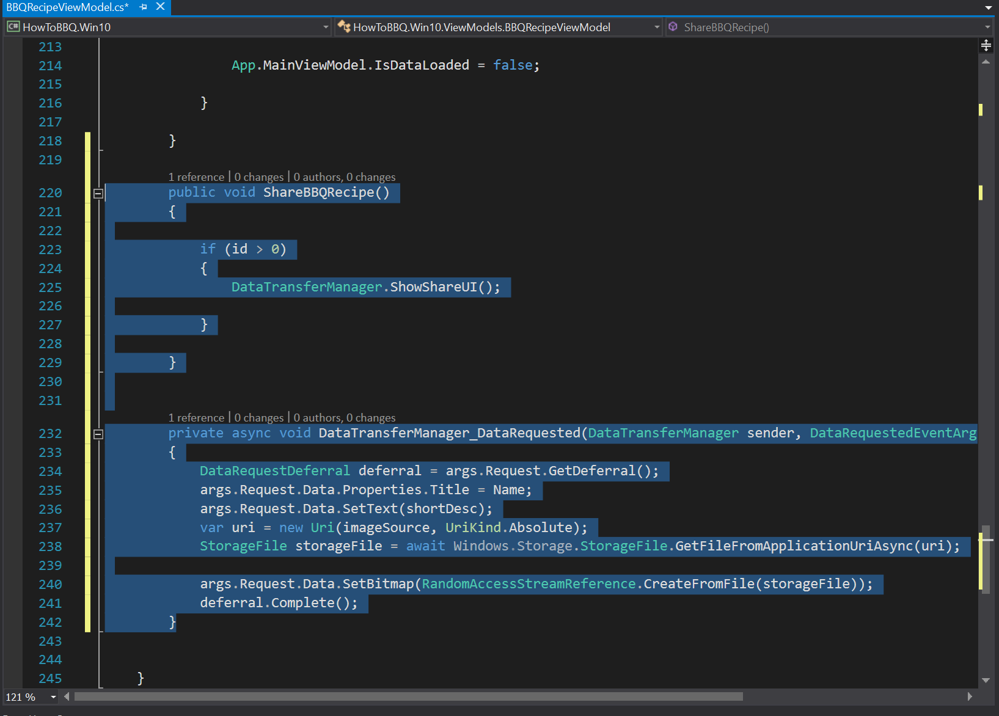 BBQRecipeViewModel.cs*
C# HowToBBQ.Win10 HowToBBQ.Win10.ViewModels.BBQRecipeViewModel ShareBBQRecipe()
213
214 App.MainViewModel.IsDataLoaded = false;
215
216 }
217
218 }
219
1 reference | 0 changes | 0 authors, 0 changes
220 public void ShareBBQRecipe()
221 {
222
223 if (id > 0)
224 {
225 DataTransferManager.ShowShareUI();
226
227 }
228
229 }
230
231
1 reference | 0 changes | 0 authors, 0 changes
232 private async void DataTransferManager_DataRequested(DataTransferManager sender, DataRequestedEventArg
233 {
234 DataRequestDeferral deferral = args.Request.GetDeferral();
235 args.Request.Data.Properties.Title = Name;
236 args.Request.Data.SetText(shortDesc);
237 var uri = new Uri(imageSource, UriKind.Absolute);
238 StorageFile storageFile = await Windows.Storage.StorageFile.GetFileFromApplicationUriAsync(uri);
239
240 args.Request.Data.SetBitmap(RandomAccessStreamReference.CreateFromFile(storageFile));
241 deferral.Complete();
242 }
243
244
245 }
121 %